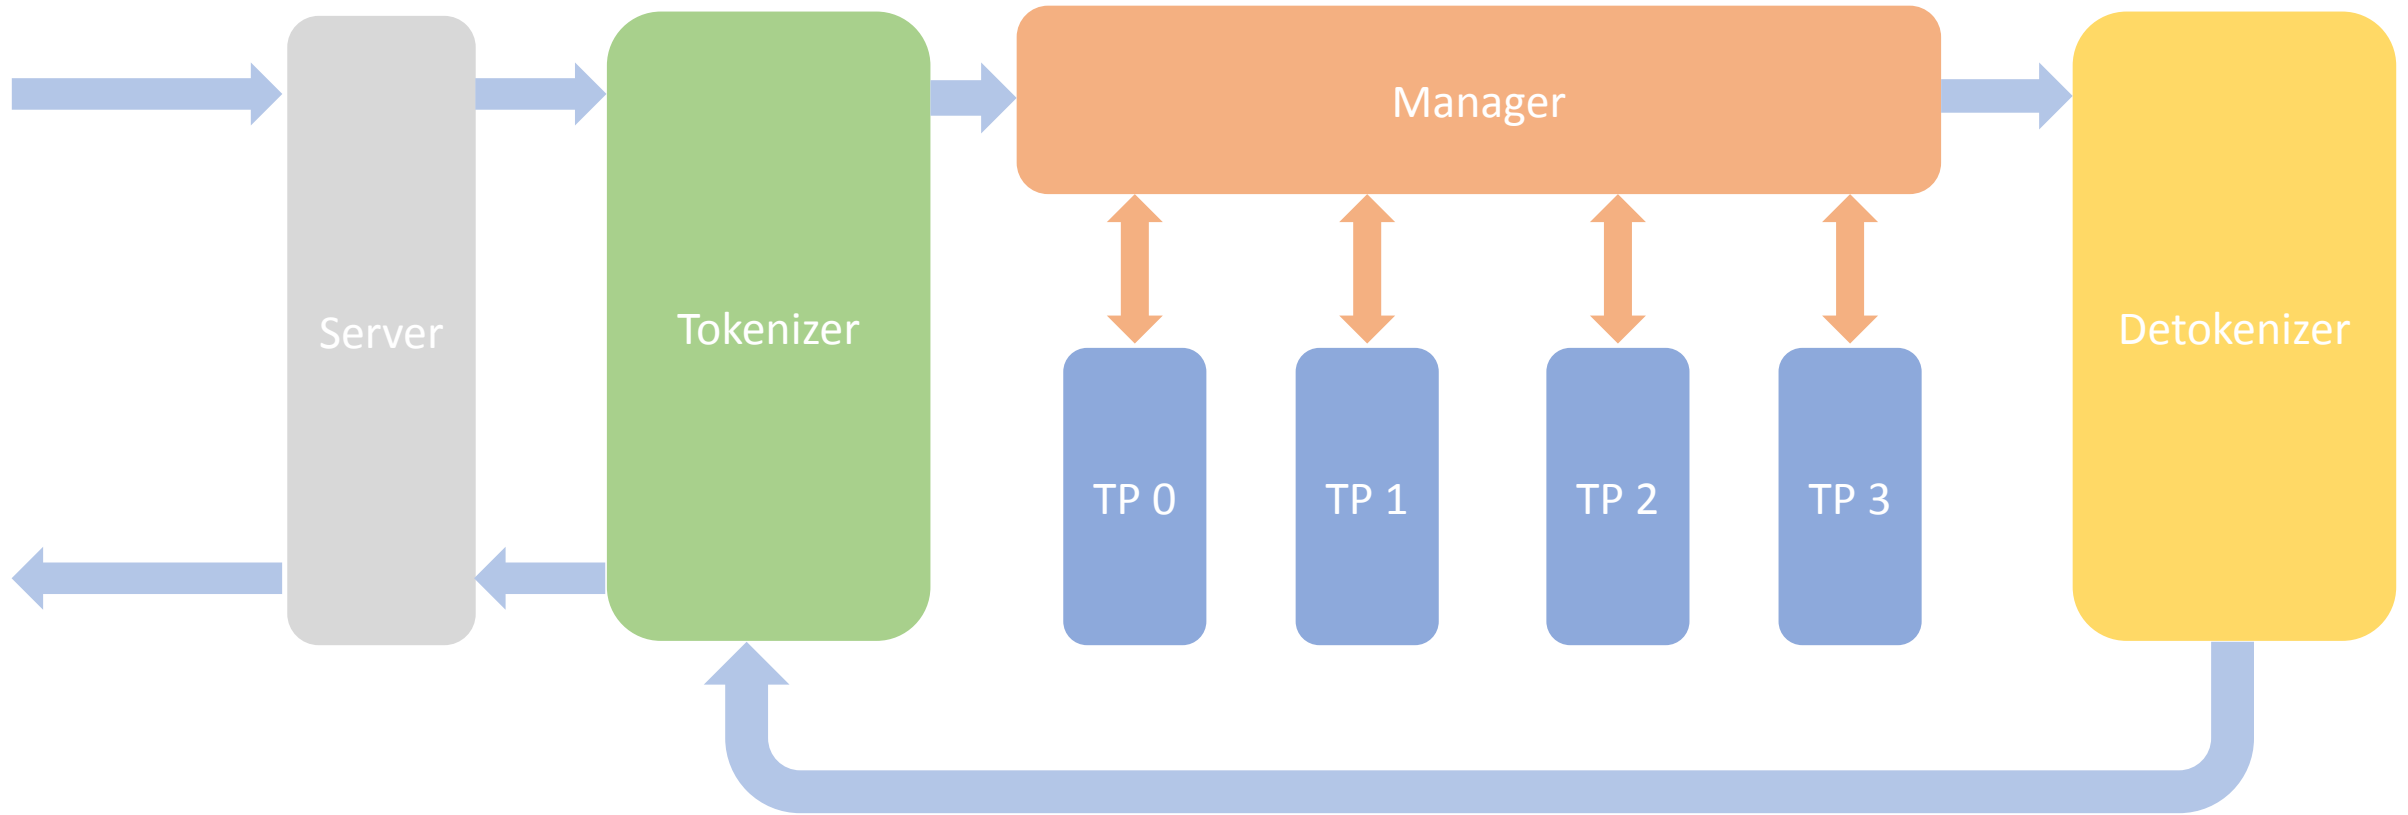 Server
Tokenizer
Manager
TP 0
TP 1
TP 2
TP 3
Detokenizer